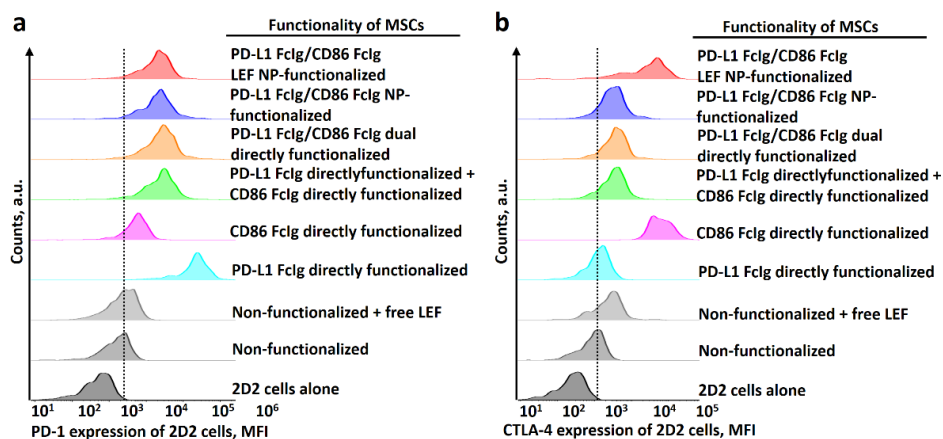 a
Functionality of MSCs
Counts, a.u.
PD-L1 FcIg/CD86 FcIg
LEF NP-functionalized
PD-L1 FcIg/CD86 FcIg NP-
functionalized
PD-L1 FcIg/CD86 FcIg dual
directly functionalized
PD-L1 FcIg directlyfunctionalized +
CD86 FcIg directly functionalized
CD86 FcIg directly functionalized
PD-L1 FcIg directly functionalized
Non-functionalized + free LEF
Non-functionalized
2D2 cells alone
10¹ 10² 10³ 10⁴ 10⁵ 10⁶
PD-1 expression of 2D2 cells, MFI
b
Functionality of MSCs
Counts, a.u.
PD-L1 FcIg/CD86 FcIg
LEF NP-functionalized
PD-L1 FcIg/CD86 FcIg NP-
functionalized
PD-L1 FcIg/CD86 FcIg dual
directly functionalized
PD-L1 FcIg directlyfunctionalized +
CD86 FcIg directly functionalized
CD86 FcIg directly functionalized
PD-L1 FcIg directly functionalized
Non-functionalized + free LEF
Non-functionalized
2D2 cells alone
10¹ 10² 10³ 10⁴ 10⁵
CTLA-4 expression of 2D2 cells, MFI